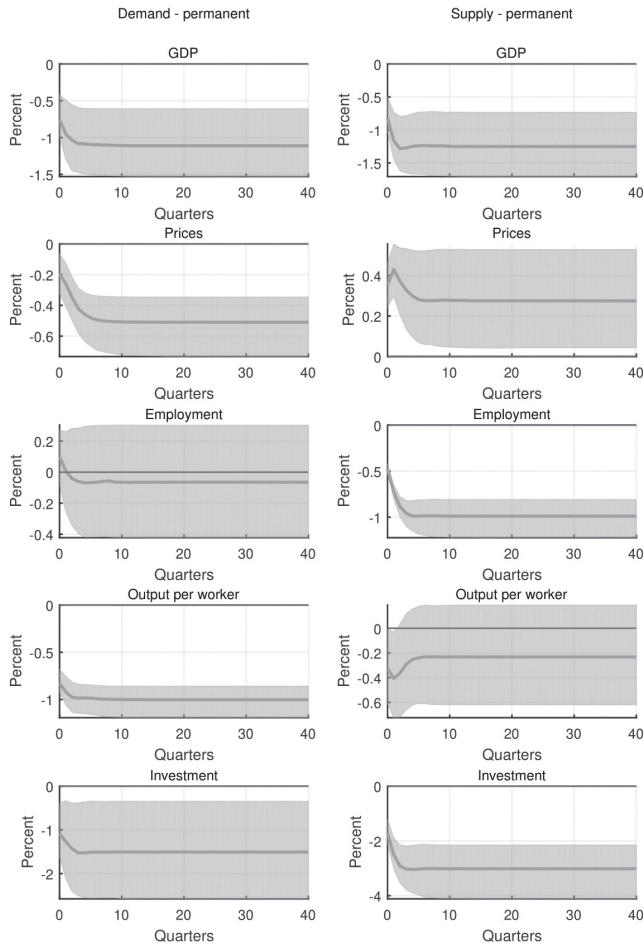 Demand - permanent
Supply - permanent
GDP
0
-0.5
-1
-1.5
Percent
0 10 20 30 40
Quarters
GDP
0
-0.5
-1
-1.5
Percent
0 10 20 30 40
Quarters
Prices
0
-0.2
-0.4
-0.6
Percent
0 10 20 30 40
Quarters
Prices
0.4
0.2
0
Percent
0 10 20 30 40
Quarters
Employment
0.2
0
-0.2
-0.4
Percent
0 10 20 30 40
Quarters
Employment
0
-0.5
-1
Percent
0 10 20 30 40
Quarters
Output per worker
0
-0.5
-1
Percent
0 10 20 30 40
Quarters
Output per worker
0
-0.2
-0.4
-0.6
Percent
0 10 20 30 40
Quarters
Investment
0
-1
-2
Percent
0 10 20 30 40
Quarters
Investment
0
-2
-4
Percent
0 10 20 30 40
Quarters